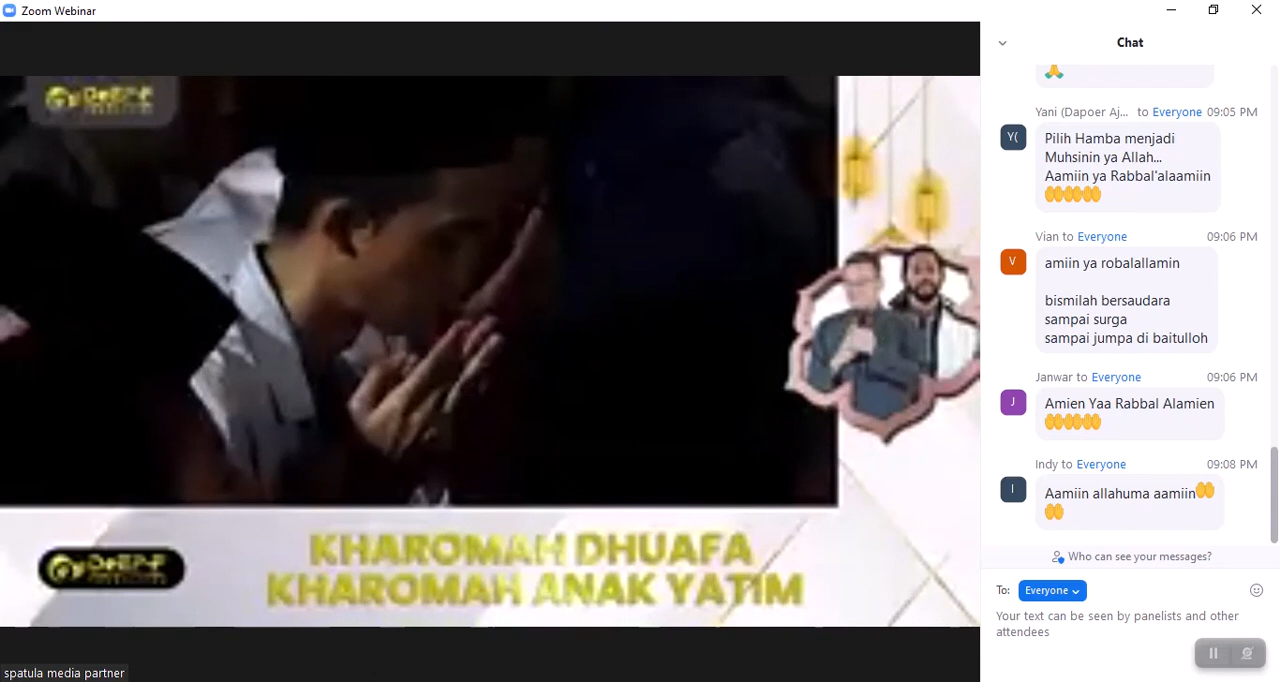 Zoom Webinar
KHAROMAH DHUAFA
KHAROMAH ANAK YATIM
spatula media partner
Chat
Yani (Dapoer Aj... to Everyone 09:05 PM
Y(
Pilih Hamba menjadi
Muhsinin ya Allah...
Aamiin ya Rabbal'alaamiin
Vian to Everyone 09:06 PM
V
amiin ya robalallamin
bismilah bersaudara
sampai surga
sampai jumpa di baitulloh
Janwar to Everyone 09:06 PM
J
Amien Yaa Rabbal Alamien
Indy to Everyone 09:08 PM
I
Aamiin allahuma aamiin
Who can see your messages?
To: Everyone
Your text can be seen by panelists and other
attendees